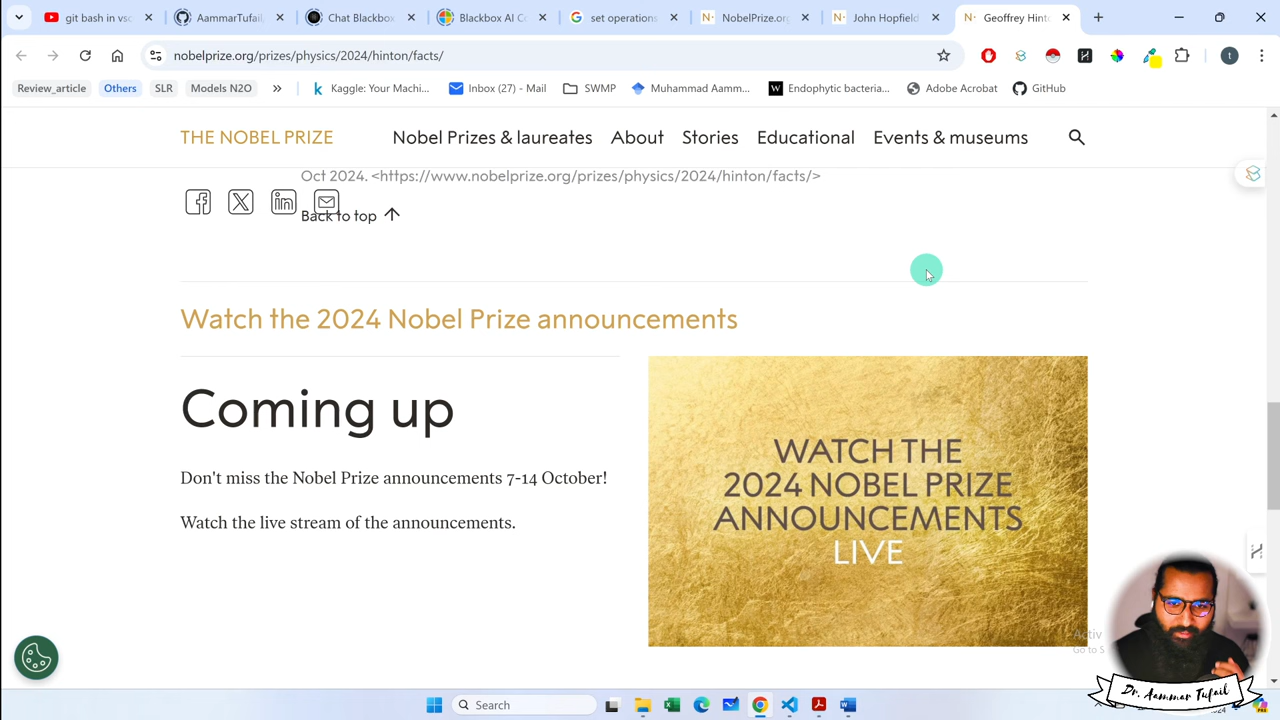 git bash in vsc
AammarTufail,
Chat Blackbox
Blackbox AI C
set operations
NobelPrize.org
John Hopfield
Geoffrey Hinto
nobelprize.org/prizes/physics/2024/hinton/facts/
t
Review_article
Others
SLR
Models N2O
»
Kaggle: Your Machi...
Inbox (27) - Mail
SWMP
Muhammad Aamm...
Endophytic bacteria...
Adobe Acrobat
GitHub
THE NOBEL PRIZE
Nobel Prizes & laureates
About
Stories
Educational
Events & museums
Oct 2024. <https://www.nobelprize.org/prizes/physics/2024/hinton/facts/>
Back to top
Watch the 2024 Nobel Prize announcements
Coming up
Don't miss the Nobel Prize announcements 7-14 October!
Watch the live stream of the announcements.
WATCH THE
2024 NOBEL PRIZE
ANNOUNCEMENTS
LIVE
Activ
Go to S
Dr. Aammar Tufail
Search